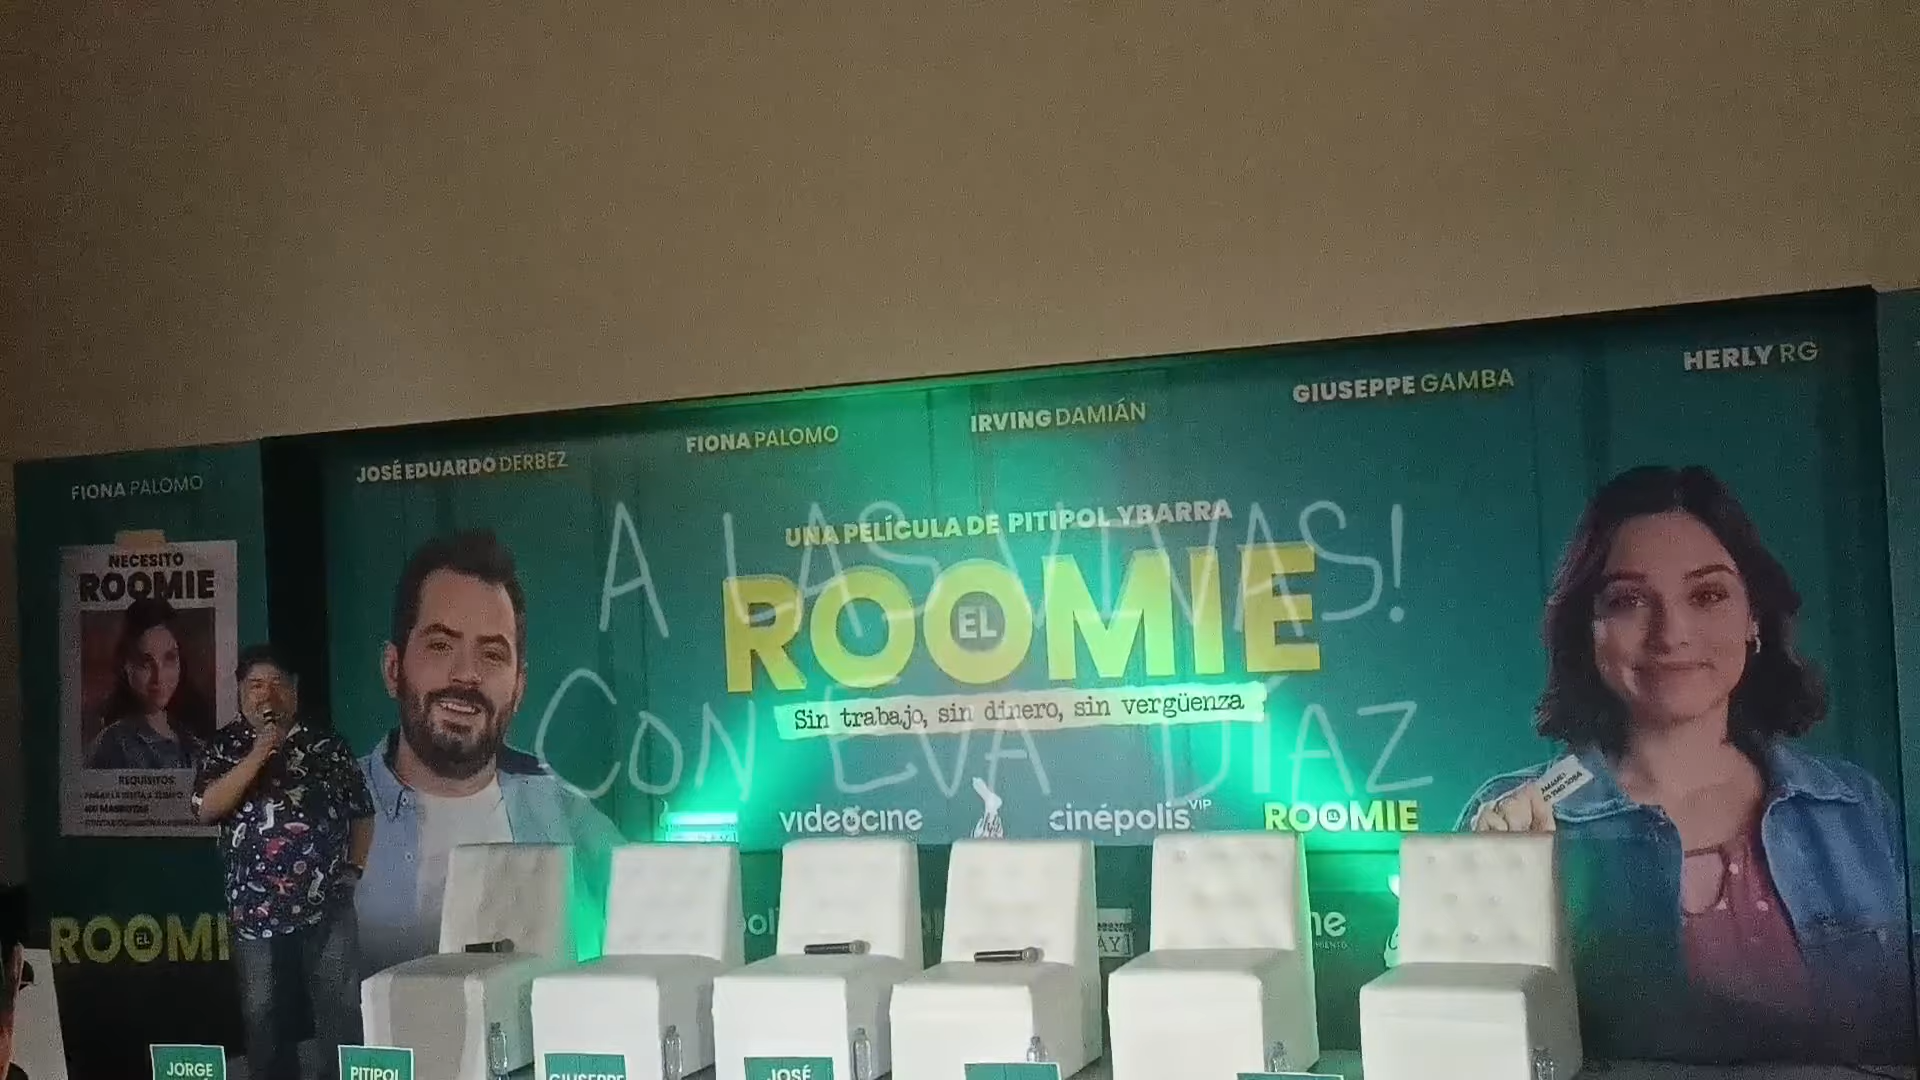 HERLY RG
GIUSEPPE GAMBA
IRVING DAMIÁN
FIONA PALOMO
JOSÉ EDUARDO DERBEZ
FIONA PALOMO
NECESITO
ROOMIE
REQUISITOS:
UNA PELÍCULA DE PITIPOL YBARRA
EL
ROOMIE
Sin trabajo, sin dinero, sin vergüenza
A LAS VIVAS!
CON EVA DÍAZ
videocine
cinépolis VIP
ROOMIE
ROOMI
EL
JORGE
PITIPOL
GIUSEPPE
JOSÉ